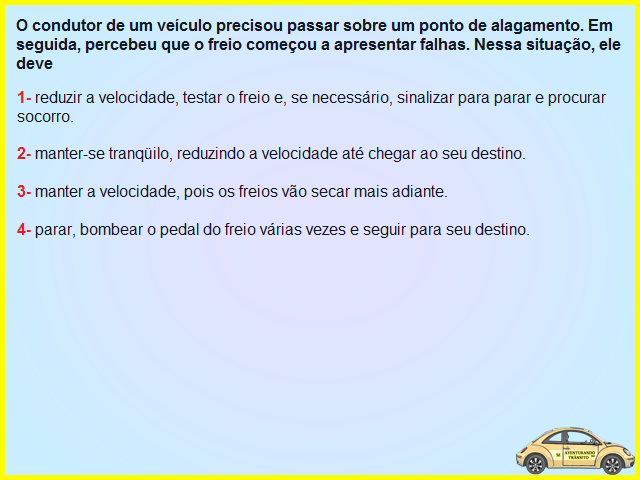 O condutor de um veículo precisou passar sobre um ponto de alagamento. Em
seguida, percebeu que o freio começou a apresentar falhas. Nessa situação, ele
deve
1- reduzir a velocidade, testar o freio e, se necessário, sinalizar para parar e procurar
socorro.
2- manter-se tranqüilo, reduzindo a velocidade até chegar ao seu destino.
3- manter a velocidade, pois os freios vão secar mais adiante.
4- parar, bombear o pedal do freio várias vezes e seguir para seu destino.
AVENTURANDO
TRÂNSITO